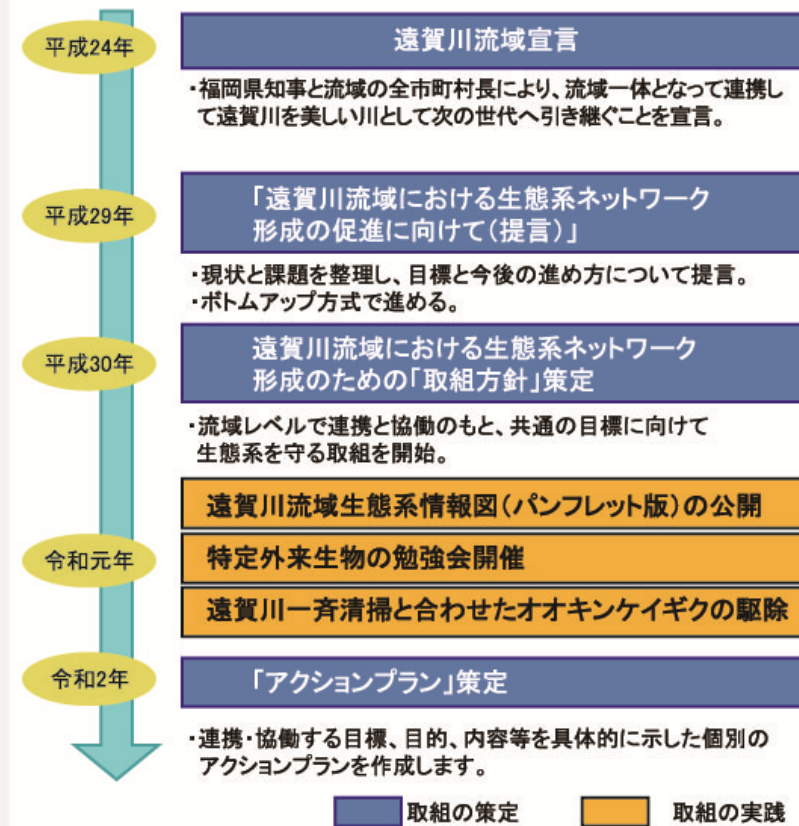 平成24年
遠賀川流域宣言
・福岡県知事と流域の全市町村長により、流域一体となって連携し
て遠賀川を美しい川として次の世代へ引き継ぐことを宣言。
平成29年
「遠賀川流域における生態系ネットワーク
形成の促進に向けて(提言)」
・現状と課題を整理し、目標と今後の進め方について提言。
・ボトムアップ方式で進める。
平成30年
遠賀川流域における生態系ネットワーク
形成のための「取組方針」策定
・流域レベルで連携と協働のもと、共通の目標に向けて
生態系を守る取組を開始。
遠賀川流域生態系情報図(パンフレット版)の公開
令和元年
特定外来生物の勉強会開催
遠賀川一斉清掃と合わせたオオキンケイギクの駆除
令和2年
「アクションプラン」策定
・連携・協働する目標、目的、内容等を具体的に示した個別の
アクションプランを作成します。
取組の策定
取組の実践